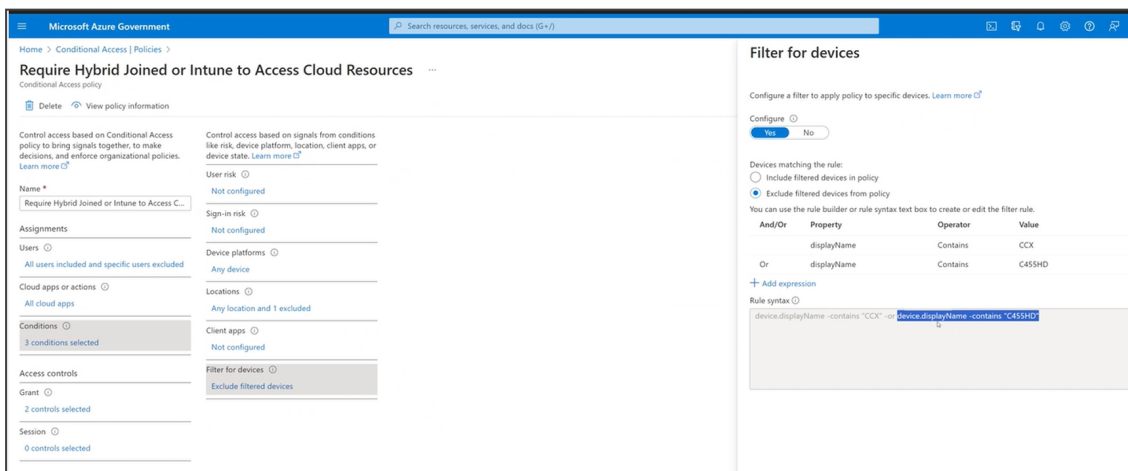 Microsoft Azure Government
Search resources, services, and docs (G+/)
Home > Conditional Access | Policies >
Require Hybrid Joined or Intune to Access Cloud Resources ...
Conditional Access policy
Delete View policy information
Control access based on Conditional Access
policy to bring signals together, to make
decisions, and enforce organizational policies.
Learn more
Name *
Require Hybrid Joined or Intune to Access C...
Assignments
Users
All users included and specific users excluded
Cloud apps or actions
All cloud apps
Conditions
3 conditions selected
Access controls
Grant
2 controls selected
Session
0 controls selected
Control access based on signals from conditions
like risk, device platform, location, client apps, or
device state. Learn more
User risk
Not configured
Sign-in risk
Not configured
Device platforms
Any device
Locations
Any location and 1 excluded
Client apps
Not configured
Filter for devices
Exclude filtered devices
Filter for devices
Configure a filter to apply policy to specific devices. Learn more
Configure
Yes No
Devices matching the rule:
Include filtered devices in policy
Exclude filtered devices from policy
You can use the rule builder or rule syntax text box to create or edit the filter rule.
And/Or Property Operator Value
displayName Contains CCX
Or displayName Contains C455HD
+ Add expression
Rule syntax
device.displayName -contains "CCX" -or device.displayName -contains "C455HD"